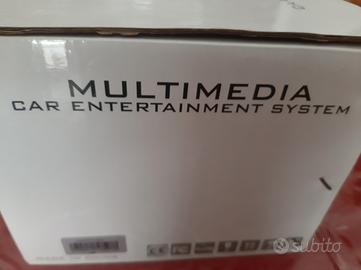 MULTIMEDIA
CAR ENTERTAINMENT SYSTEM
subito